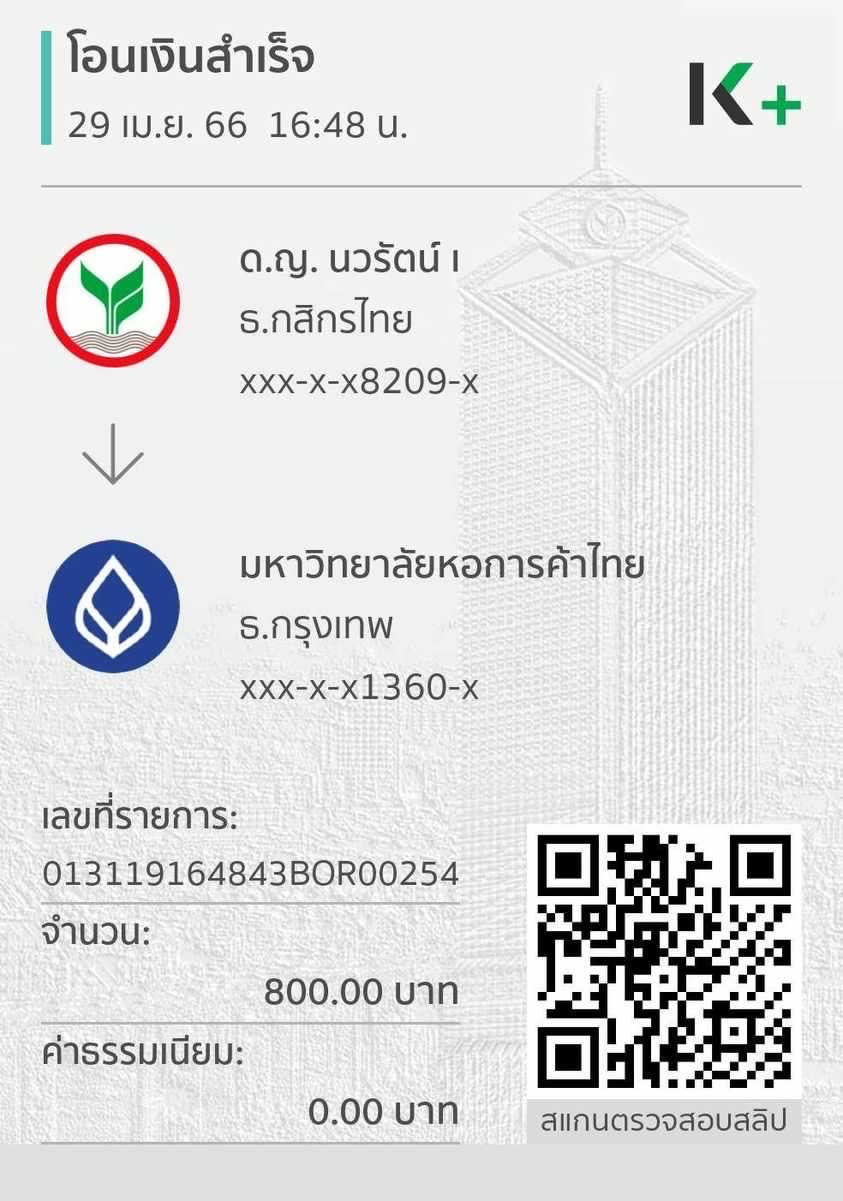 โอนเงินสำเร็จ
29 เม.ย. 66 16:48 น.
K+
ด.ญ. นวรัตน์ เ
ธ.กสิกรไทย
xxx-x-x8209-x
มหาวิทยาลัยหอการค้าไทย
ธ.กรุงเทพ
xxx-x-x1360-x
เลขที่รายการ:
013119164843BOR00254
จำนวน:
800.00 บาท
ค่าธรรมเนียม:
0.00 บาท
สแกนตรวจสอบสลิป